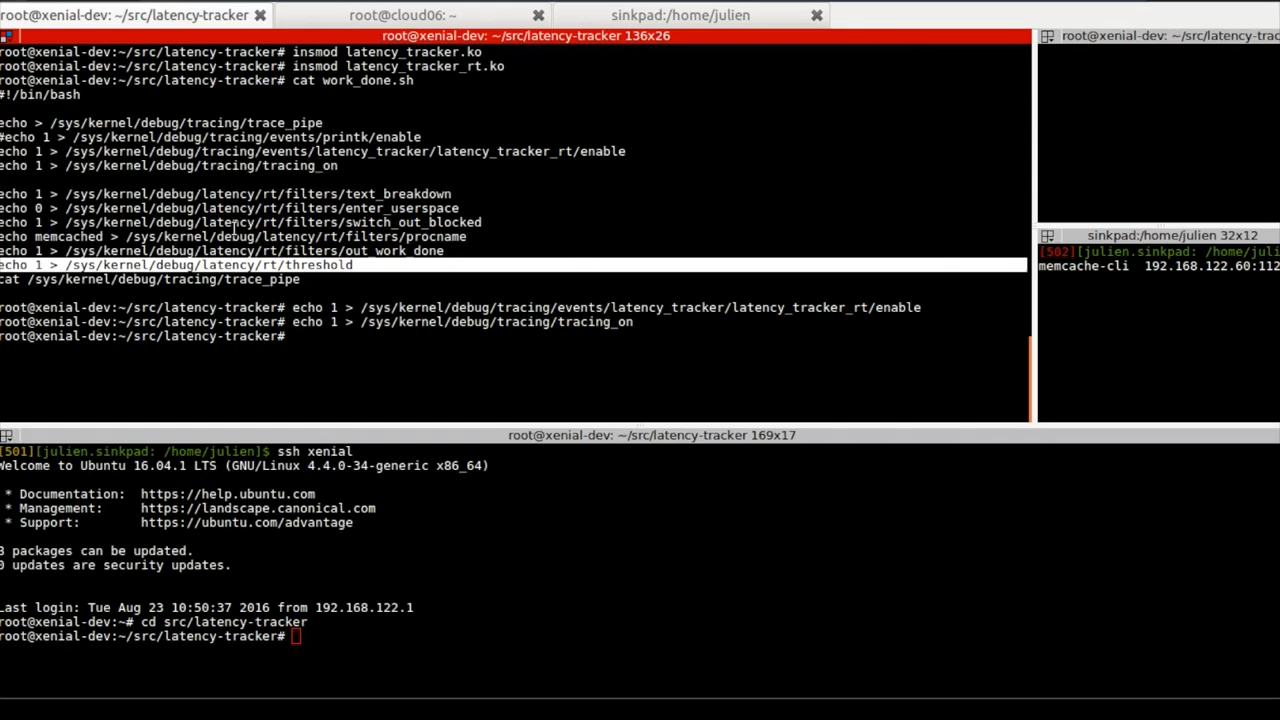 root@xenial-dev: ~/src/latency-tracker
root@cloud06: ~
sinkpad:/home/julien
root@xenial-dev: ~/src/latency-tracker 136x26
root@xenial-dev:~/src/latency-tracker# insmod latency_tracker.ko
root@xenial-dev:~/src/latency-tracker# insmod latency_tracker_rt.ko
root@xenial-dev:~/src/latency-tracker# cat work_done.sh
#!/bin/bash
echo > /sys/kernel/debug/tracing/trace_pipe
#echo 1 > /sys/kernel/debug/tracing/events/printk/enable
echo 1 > /sys/kernel/debug/tracing/events/latency_tracker/latency_tracker_rt/enable
echo 1 > /sys/kernel/debug/tracing/tracing_on
echo 1 > /sys/kernel/debug/latency/rt/filters/text_breakdown
echo 0 > /sys/kernel/debug/latency/rt/filters/enter_userspace
echo 1 > /sys/kernel/debug/latency/rt/filters/switch_out_blocked
echo memcached > /sys/kernel/debug/latency/rt/filters/procname
echo 1 > /sys/kernel/debug/latency/rt/filters/out_work_done
echo 1 > /sys/kernel/debug/latency/rt/threshold
cat /sys/kernel/debug/tracing/trace_pipe
root@xenial-dev:~/src/latency-tracker# echo 1 > /sys/kernel/debug/tracing/events/latency_tracker/latency_tracker_rt/enable
root@xenial-dev:~/src/latency-tracker# echo 1 > /sys/kernel/debug/tracing/tracing_on
root@xenial-dev:~/src/latency-tracker#
root@xenial-dev: ~/src/latency-trac
sinkpad:/home/julien 32x12
[502][julien.sinkpad: /home/jul
memcache-cli  192.168.122.60:112
root@xenial-dev: ~/src/latency-tracker 169x17
[501][julien.sinkpad: /home/julien]$ ssh xenial
Welcome to Ubuntu 16.04.1 LTS (GNU/Linux 4.4.0-34-generic x86_64)
* Documentation:  https://help.ubuntu.com
* Management:     https://landscape.canonical.com
* Support:        https://ubuntu.com/advantage
packages can be updated.
0 updates are security updates.
Last login: Tue Aug 23 10:50:37 2016 from 192.168.122.1
root@xenial-dev:~# cd src/latency-tracker
root@xenial-dev:~/src/latency-tracker#